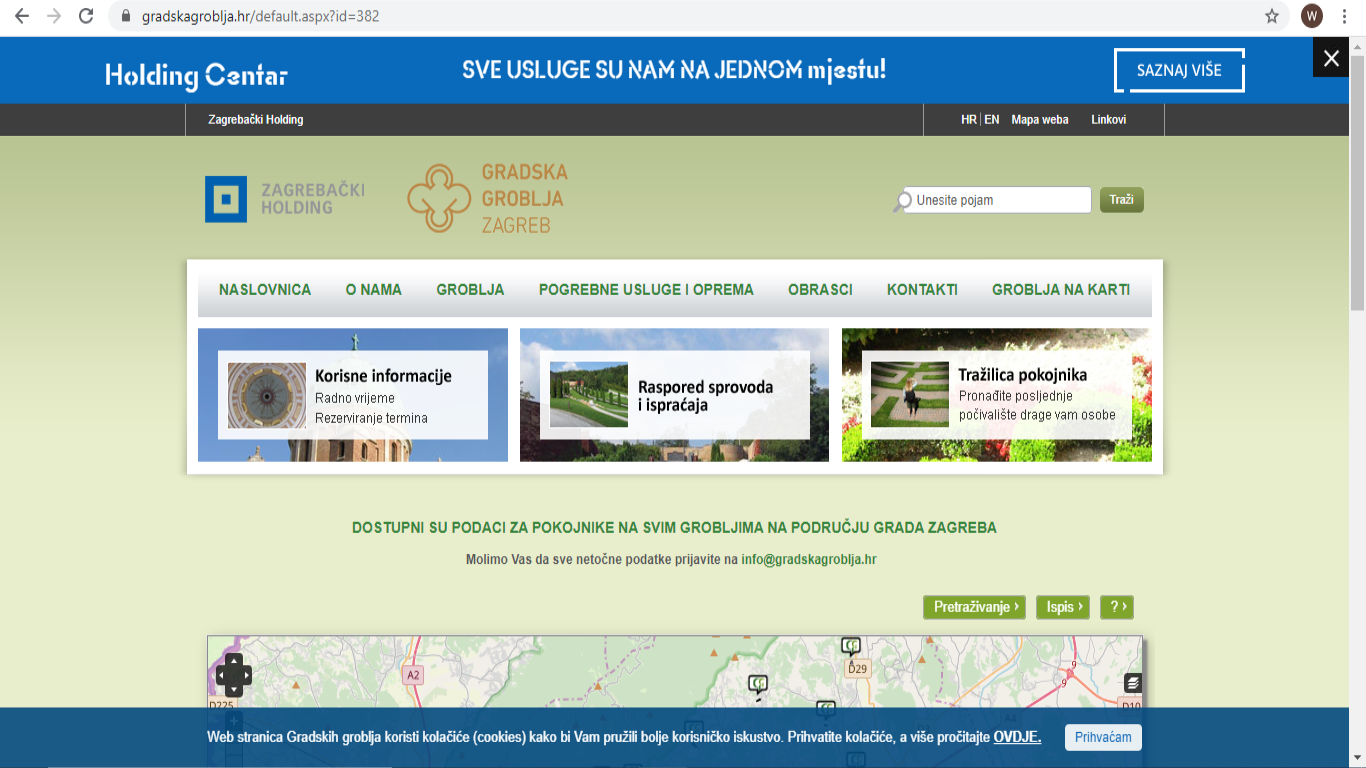 gradskagroblja.hr/default.aspx?id=382
W
Holding Centar
SVE USLUGE SU NAM NA JEDNOM mjestu!
SAZNAJ VIŠE
Zagrebački Holding
HR | EN Mapa weba Linkovi
ZAGREBAČKI
HOLDING
GRADSKA
GROBLJA
ZAGREB
Unesite pojam
Traži
NASLOVNICA O NAMA GROBLJA POGREBNE USLUGE I OPREMA OBRASCI KONTAKTI GROBLJA NA KARTI
Korisne informacije
Radno vrijeme
Rezerviranje termina
Raspored sprovoda
i ispraćaja
Tražilica pokojnika
Pronađite posljednje
počivalište drage vam osobe
DOSTUPNI SU PODACI ZA POKOJNIKE NA SVIM GROBLJIMA NA PODRUČJU GRADA ZAGREBA
Molimo Vas da sve netočne podatke prijavite na info@gradskagroblja.hr
Pretraživanje › Ispis › ? ›
A2
D29
9
9
D225
D10
A4
Web stranica Gradskih groblja koristi kolačiće (cookies) kako bi Vam pružili bolje korisničko iskustvo. Prihvatite kolačiće, a više pročitajte OVDJE.
Prihvaćam